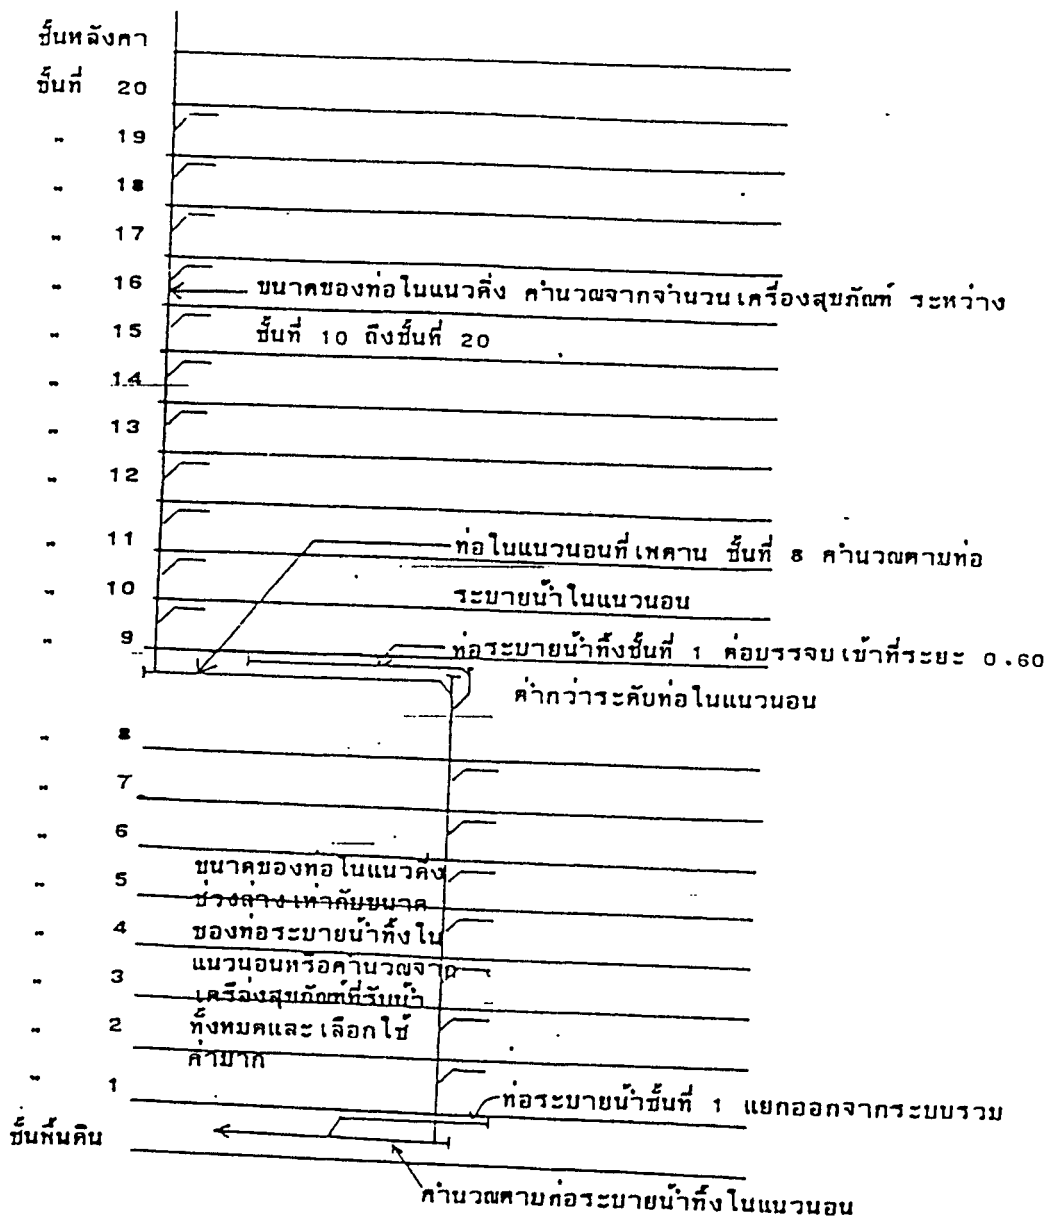 ชั้นหลังคา
ชั้นที่ 20
" 19
" 18
" 17
" 16
ขนาดของท่อในแนวดิ่ง คำนวณจากจำนวนเครื่องสุขภัณฑ์ ระหว่าง
" 15
ชั้นที่ 10 ถึงชั้นที่ 20
" 14
" 13
" 12
" 11
ท่อในแนวนอนที่เพดาน ชั้นที่ 8 คำนวณตามท่อ
" 10
ระบายน้ำในแนวนอน
" 9
ท่อระบายน้ำทิ้งชั้นที่ 1 ต่อบรรจบเข้าที่ระยะ 0.60
ต่ำกว่าระดับท่อในแนวนอน
" 8
" 7
" 6
" 5
" 4
" 3
" 2
" 1
ขนาดของท่อในแนวดิ่ง
ช่วงล่างเท่ากับขนาด
ของท่อระบายน้ำทิ้งใน
แนวนอนหรือคำนวณจาก
เครื่องสุขภัณฑ์ที่รับน้ำ
ทั้งหมดและเลือกใช้
ค่ามาก
ท่อระบายน้ำชั้นที่ 1 แยกออกจากระบบรวม
ชั้นพื้นดิน
คำนวณตามท่อระบายน้ำทิ้งในแนวนอน